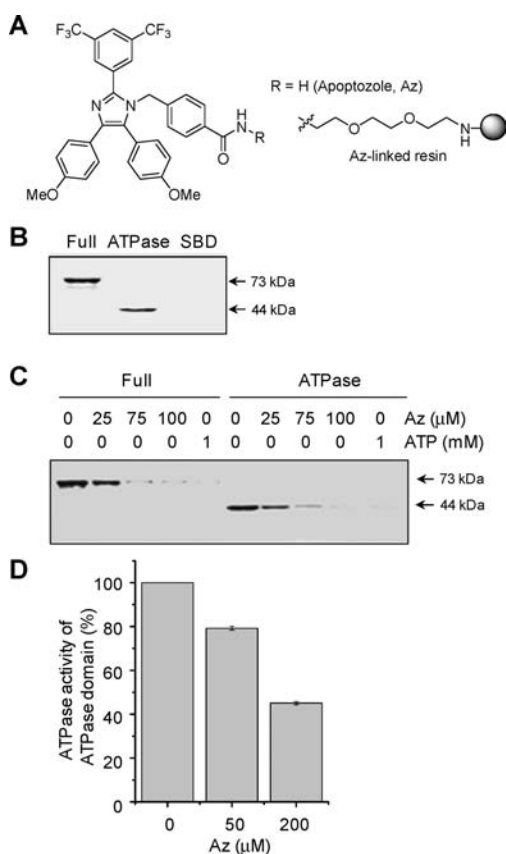 A
F₃C CF₃
R = H (Apoptozole, Az)
N N
H
N
R
O
O O N
H
Az-linked resin
MeO OMe
B
Full ATPase SBD
73 kDa
44 kDa
C
Full ATPase
0 25 75 100 0 0 25 75 100 0 Az (μM)
0 0 0 0 1 0 0 0 0 1 ATP (mM)
73 kDa
44 kDa
D
ATPase activity of
ATPase domain (%)
100
80
60
40
20
0
0 50 200
Az (μM)